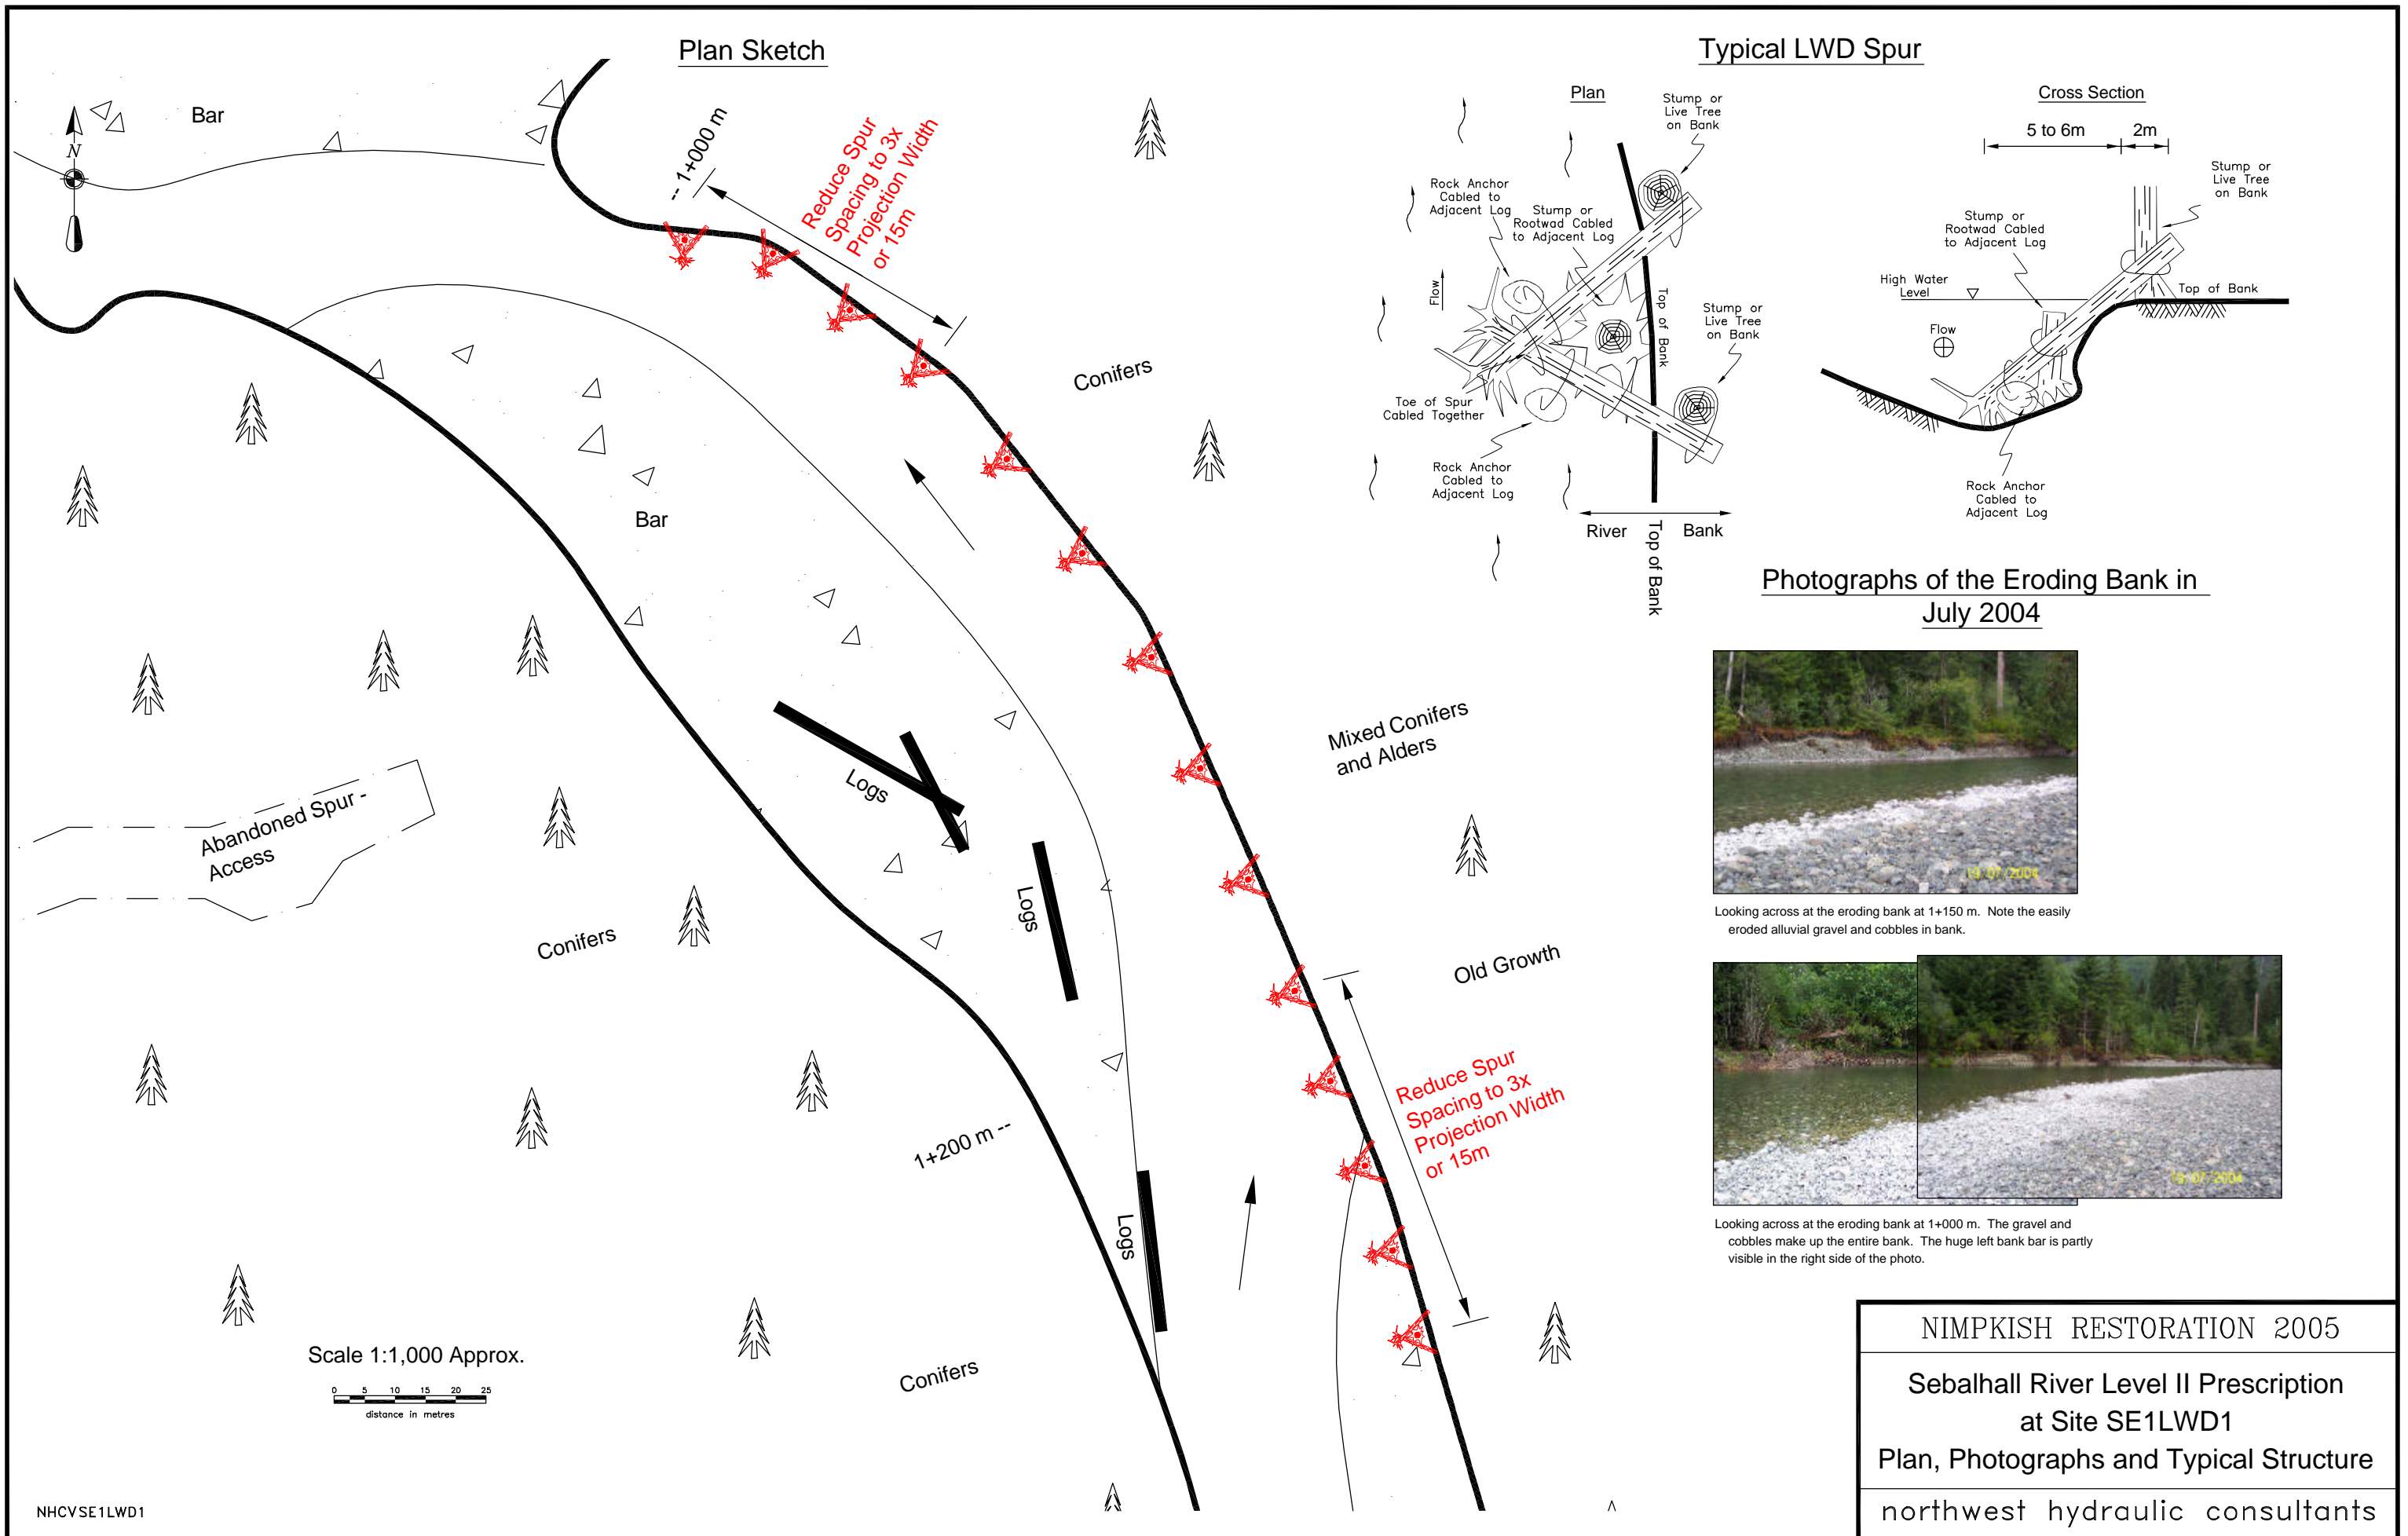 Plan Sketch
Typical LWD Spur
Bar
N
-- 1+000 m
Reduce Spur
Spacing to 3x
Projection Width
or 15m
Plan
Stump or
Live Tree
on Bank
Rock Anchor
Cabled to
Adjacent Log
Stump or
Rootwad Cabled
to Adjacent Log
Flow
Top of Bank
Stump or
Live Tree
on Bank
Toe of Spur
Cabled Together
Rock Anchor
Cabled to
Adjacent Log
River
Top of Bank
Bank
Cross Section
5 to 6m
2m
Stump or
Live Tree
on Bank
Stump or
Rootwad Cabled
to Adjacent Log
High Water
Level
Top of Bank
Flow
Rock Anchor
Cabled to
Adjacent Log
Conifers
Bar
Photographs of the Eroding Bank in
July 2004
19/07/2004
Looking across at the eroding bank at 1+150 m. Note the easily
eroded alluvial gravel and cobbles in bank.
Mixed Conifers
and Alders
Logs
Abandoned Spur -
Access
Logs
Conifers
Old Growth
Reduce Spur
Spacing to 3x
Projection Width
or 15m
1+200 m --
Logs
19/07/2004
Looking across at the eroding bank at 1+000 m. The gravel and
cobbles make up the entire bank. The huge left bank bar is partly
visible in the right side of the photo.
Scale 1:1,000 Approx.
0 5 10 15 20 25
distance in metres
Conifers
NIMPKISH RESTORATION 2005
Sebalhall River Level II Prescription
at Site SE1LWD1
Plan, Photographs and Typical Structure
northwest hydraulic consultants
NHCVSE1LWD1